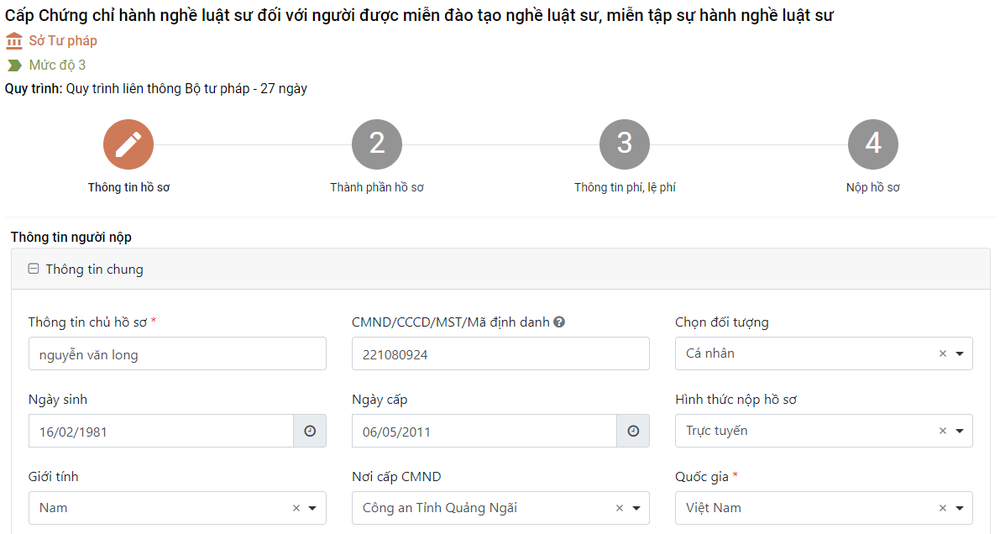 Cấp Chứng chỉ hành nghề luật sư đối với người được miễn đào tạo nghề luật sư, miễn tập sự hành nghề luật sư
Sở Tư pháp
Mức độ 3
Quy trình: Quy trình liên thông Bộ tư pháp - 27 ngày
2 3 4
Thông tin hồ sơ Thành phần hồ sơ Thông tin phí, lệ phí Nộp hồ sơ
Thông tin người nộp
Thông tin chung
Thông tin chủ hồ sơ * CMND/CCCD/MST/Mã định danh Chọn đối tượng
nguyễn văn long 221080924 Cá nhân
Ngày sinh Ngày cấp Hình thức nộp hồ sơ
16/02/1981 06/05/2011 Trực tuyến
Giới tính Nơi cấp CMND Quốc gia *
Nam Công an Tỉnh Quảng Ngãi Việt Nam